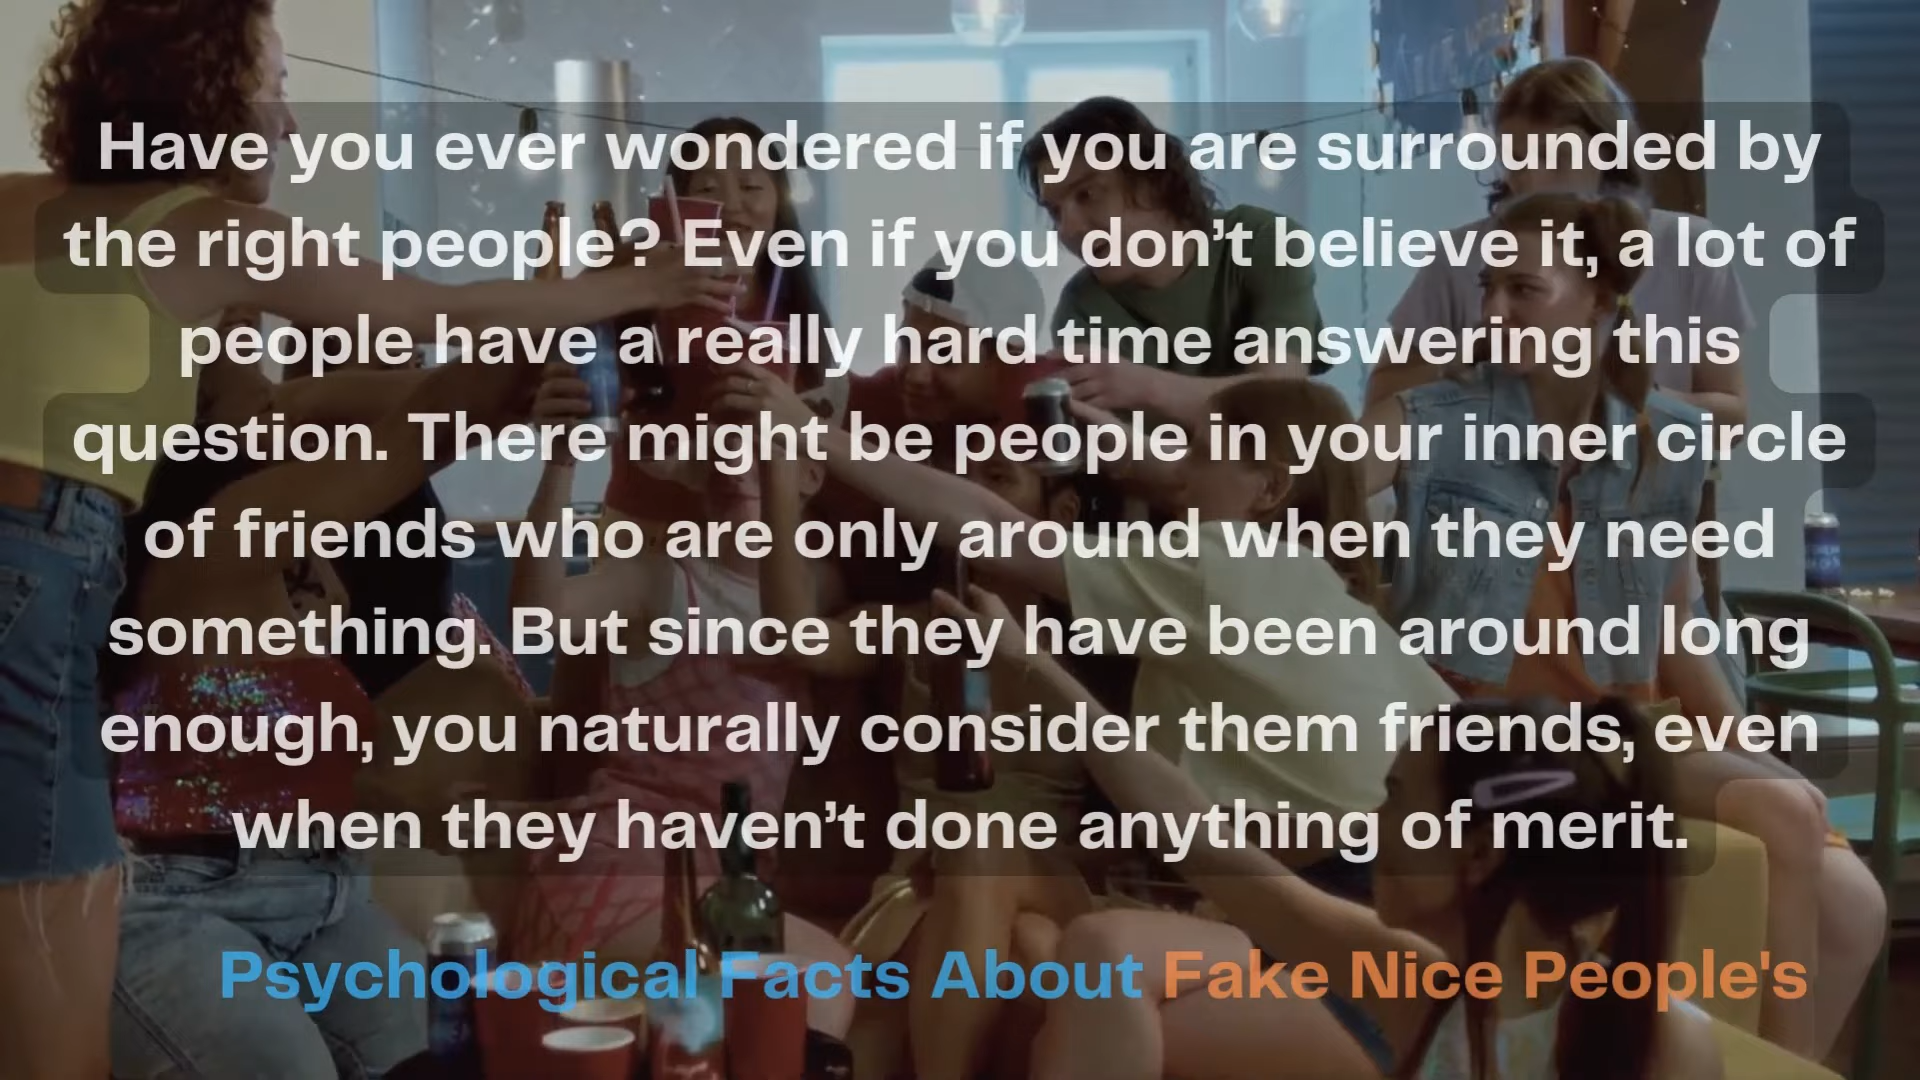 Have you ever wondered if you are surrounded by
the right people? Even if you don’t believe it, a lot of
people have a really hard time answering this
question. There might be people in your inner circle
of friends who are only around when they need
something. But since they have been around long
enough, you naturally consider them friends, even
when they haven’t done anything of merit.
Psychological Facts About Fake Nice People's